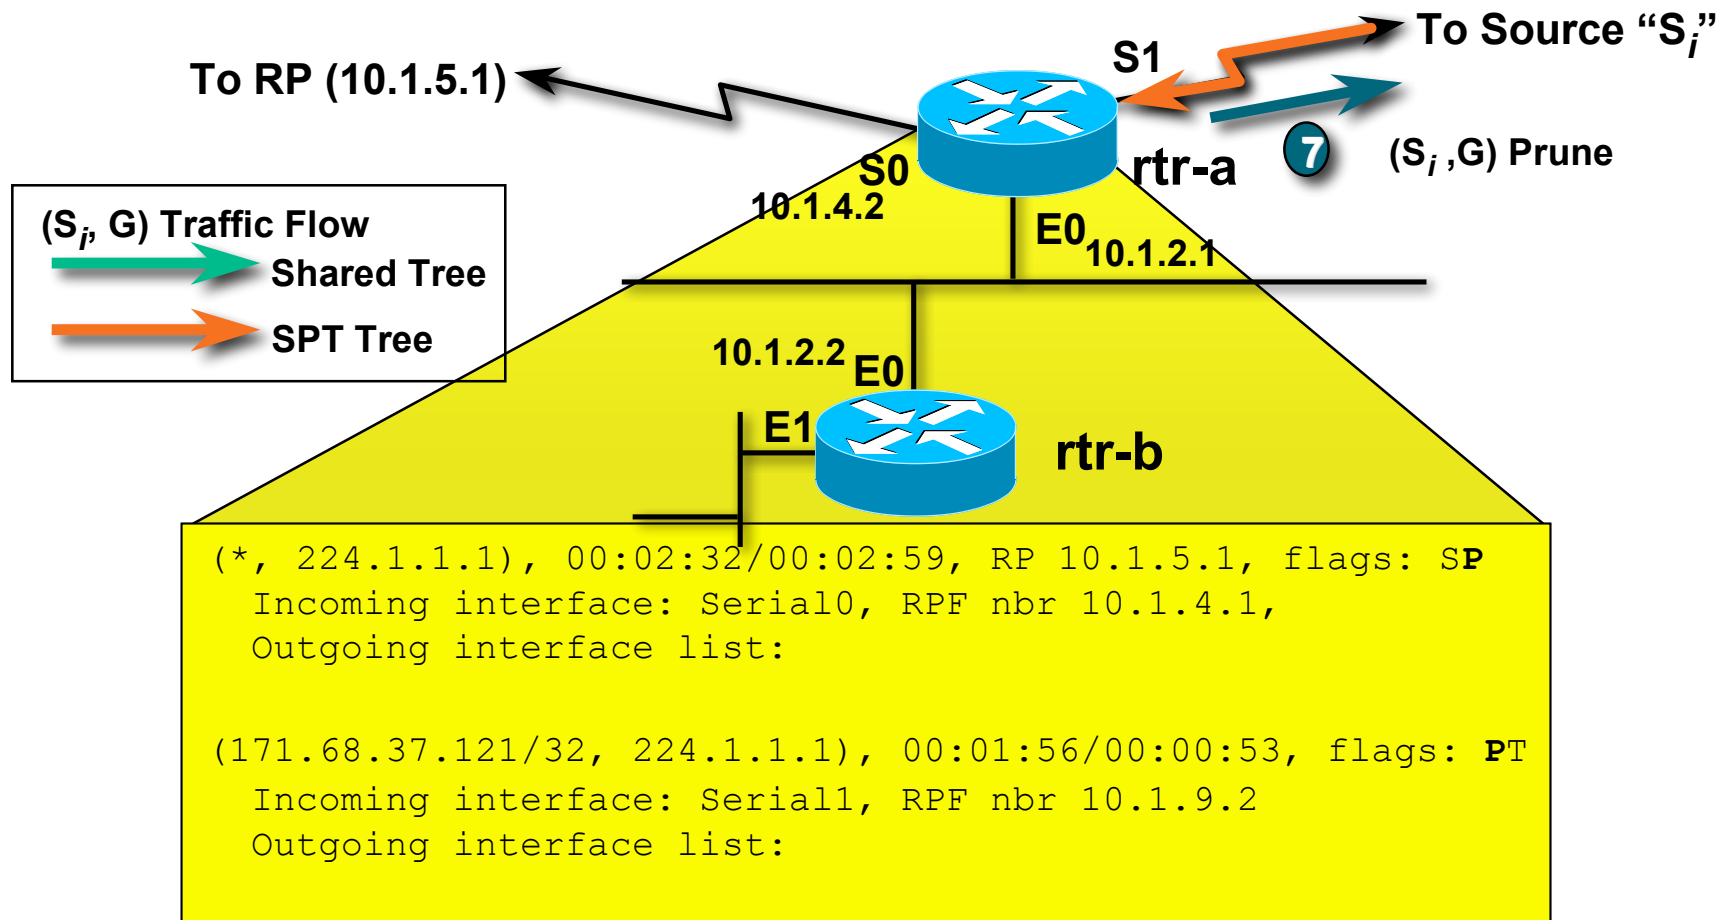 To Source “Si”
S1
To RP (10.1.5.1)
7
(Si ,G) Prune
rtr-a
S0
10.1.4.2
E0
10.1.2.1
(Si, G) Traffic Flow
Shared Tree
SPT Tree
10.1.2.2
E0
E1
rtr-b
(*, 224.1.1.1), 00:02:32/00:02:59, RP 10.1.5.1, flags: SP
Incoming interface: Serial0, RPF nbr 10.1.4.1,
Outgoing interface list:
(171.68.37.121/32, 224.1.1.1), 00:01:56/00:00:53, flags: PT
Incoming interface: Serial1, RPF nbr 10.1.9.2
Outgoing interface list: